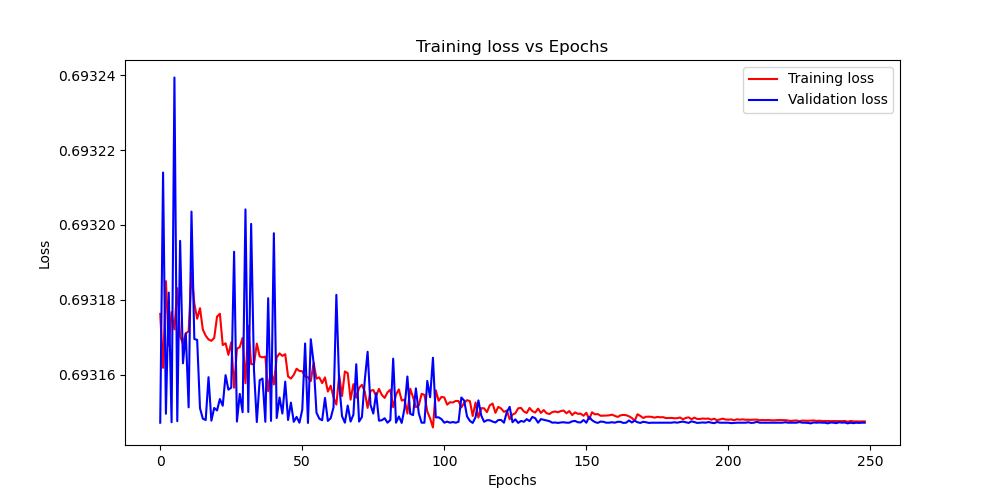 Training loss vs Epochs
0.69324
0.69322
0.69320
0.69318
0.69316
Loss
Training loss
Validation loss
0
50
100
150
200
250
Epochs